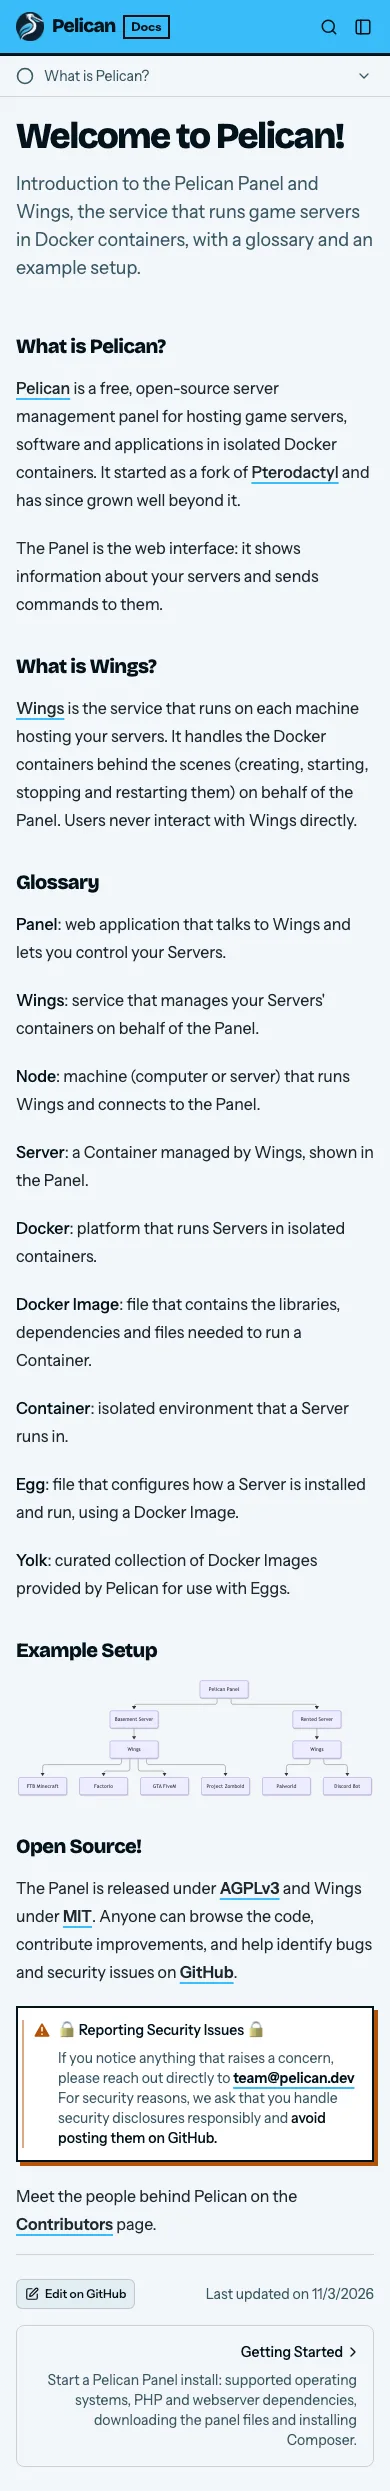 Pelican Docs
What is Pelican?
Welcome to Pelican!
Introduction to the Pelican Panel and
Wings, the service that runs game servers
in Docker containers, with a glossary and an
example setup.
What is Pelican?
Pelican is a free, open-source server
management panel for hosting game servers,
software and applications in isolated Docker
containers. It started as a fork of Pterodactyl and
has since grown well beyond it.
The Panel is the web interface: it shows
information about your servers and sends
commands to them.
What is Wings?
Wings is the service that runs on each machine
hosting your servers. It handles the Docker
containers behind the scenes (creating, starting,
stopping and restarting them) on behalf of the
Panel. Users never interact with Wings directly.
Glossary
Panel: web application that talks to Wings and
lets you control your Servers.
Wings: service that manages your Servers'
containers on behalf of the Panel.
Node: machine (computer or server) that runs
Wings and connects to the Panel.
Server: a Container managed by Wings, shown in
the Panel.
Docker: platform that runs Servers in isolated
containers.
Docker Image: file that contains the libraries,
dependencies and files needed to run a
Container.
Container: isolated environment that a Server
runs in.
Egg: file that configures how a Server is installed
and run, using a Docker Image.
Yolk: curated collection of Docker Images
provided by Pelican for use with Eggs.
Example Setup
Pelican Panel
Basement Server Rented Server
Wings Wings
FTB Minecraft Factorio GTA FiveM Project Zomboid Palworld Discord Bot
Open Source!
The Panel is released under AGPLv3 and Wings
under MIT. Anyone can browse the code,
contribute improvements, and help identify bugs
and security issues on GitHub.
🔒 Reporting Security Issues 🔒
If you notice anything that raises a concern,
please reach out directly to team@pelican.dev
For security reasons, we ask that you handle
security disclosures responsibly and avoid
posting them on GitHub.
Meet the people behind Pelican on the
Contributors page.
Edit on GitHub Last updated on 11/3/2026
Getting Started
Start a Pelican Panel install: supported operating
systems, PHP and webserver dependencies,
downloading the panel files and installing
Composer.